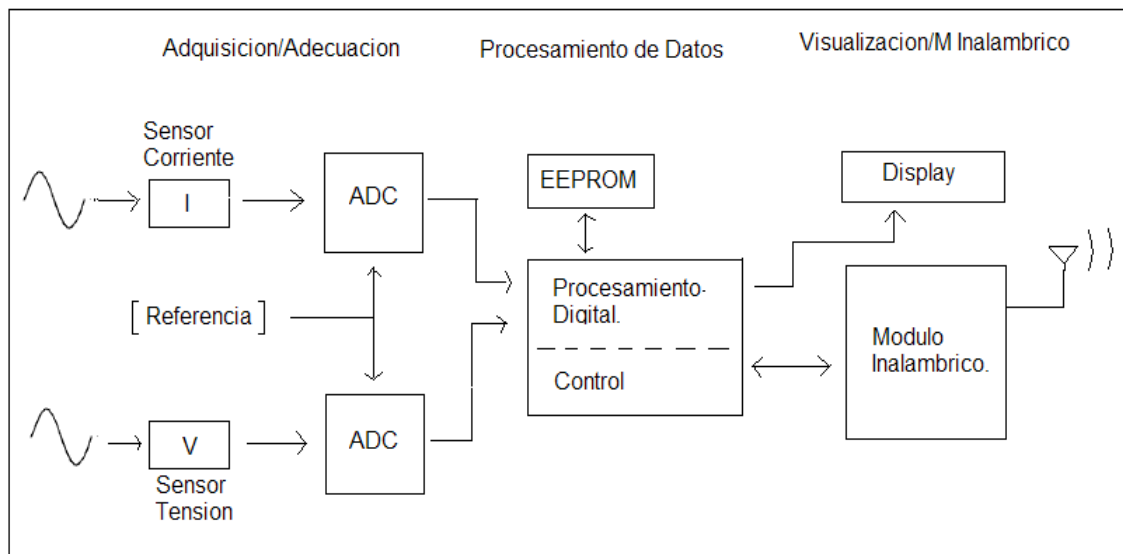 Adquisicion/Adecuacion
Procesamiento de Datos
Visualizacion/M Inalambrico
Sensor
Corriente
I
ADC
EEPROM
Display
[ Referencia ]
Procesamiento-
Digital.
Control
Modulo
Inalambrico.
V
Sensor
Tension
ADC